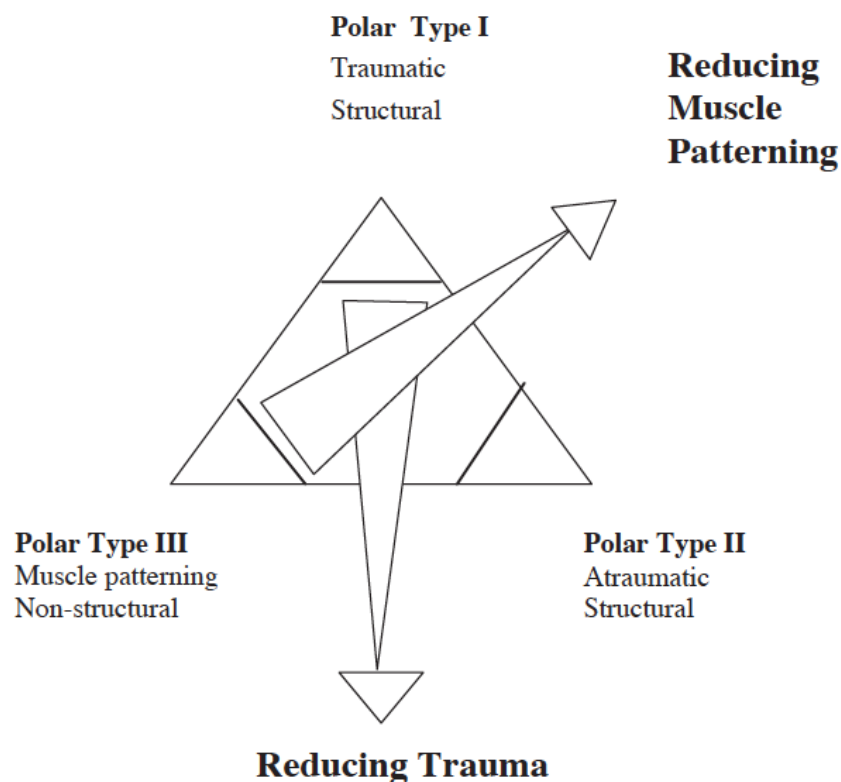 Polar Type I
Traumatic
Structural
Reducing
Muscle
Patterning
Polar Type III
Muscle patterning
Non-structural
Polar Type II
Atraumatic
Structural
Reducing Trauma